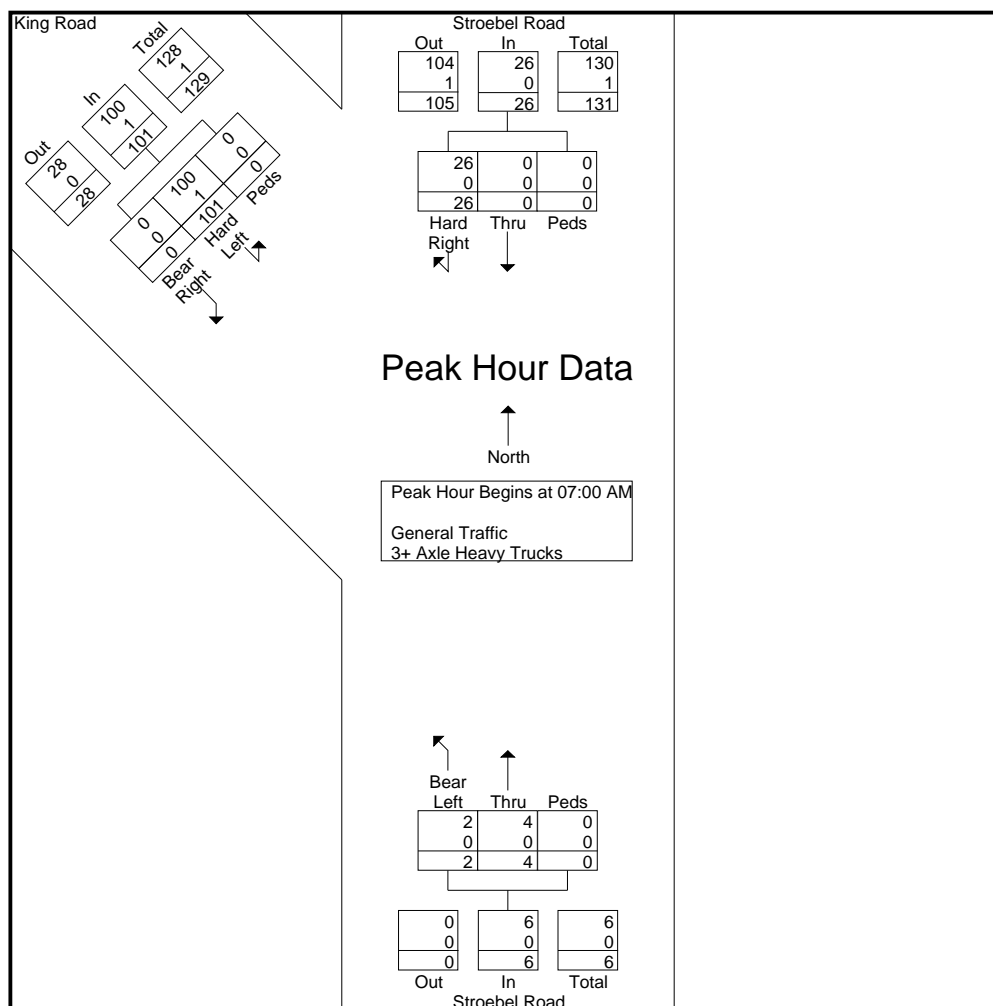 King Road
Total
128
1
129
In
100
1
101
Out
28
0
28
0 100 0
0 1 0
0 101 0
Bear Right
Hard Left
Peds
Stroebel Road
Out In Total
104 26 130
1 0 1
105 26 131
26 0 0
0 0 0
26 0 0
Hard Thru Peds
Right
Peak Hour Data
North
Peak Hour Begins at 07:00 AM
General Traffic
3+ Axle Heavy Trucks
Bear
Left Thru Peds
2 4 0
0 0 0
2 4 0
0 6 6
0 0 0
0 6 6
Out In Total
Stroebel Road